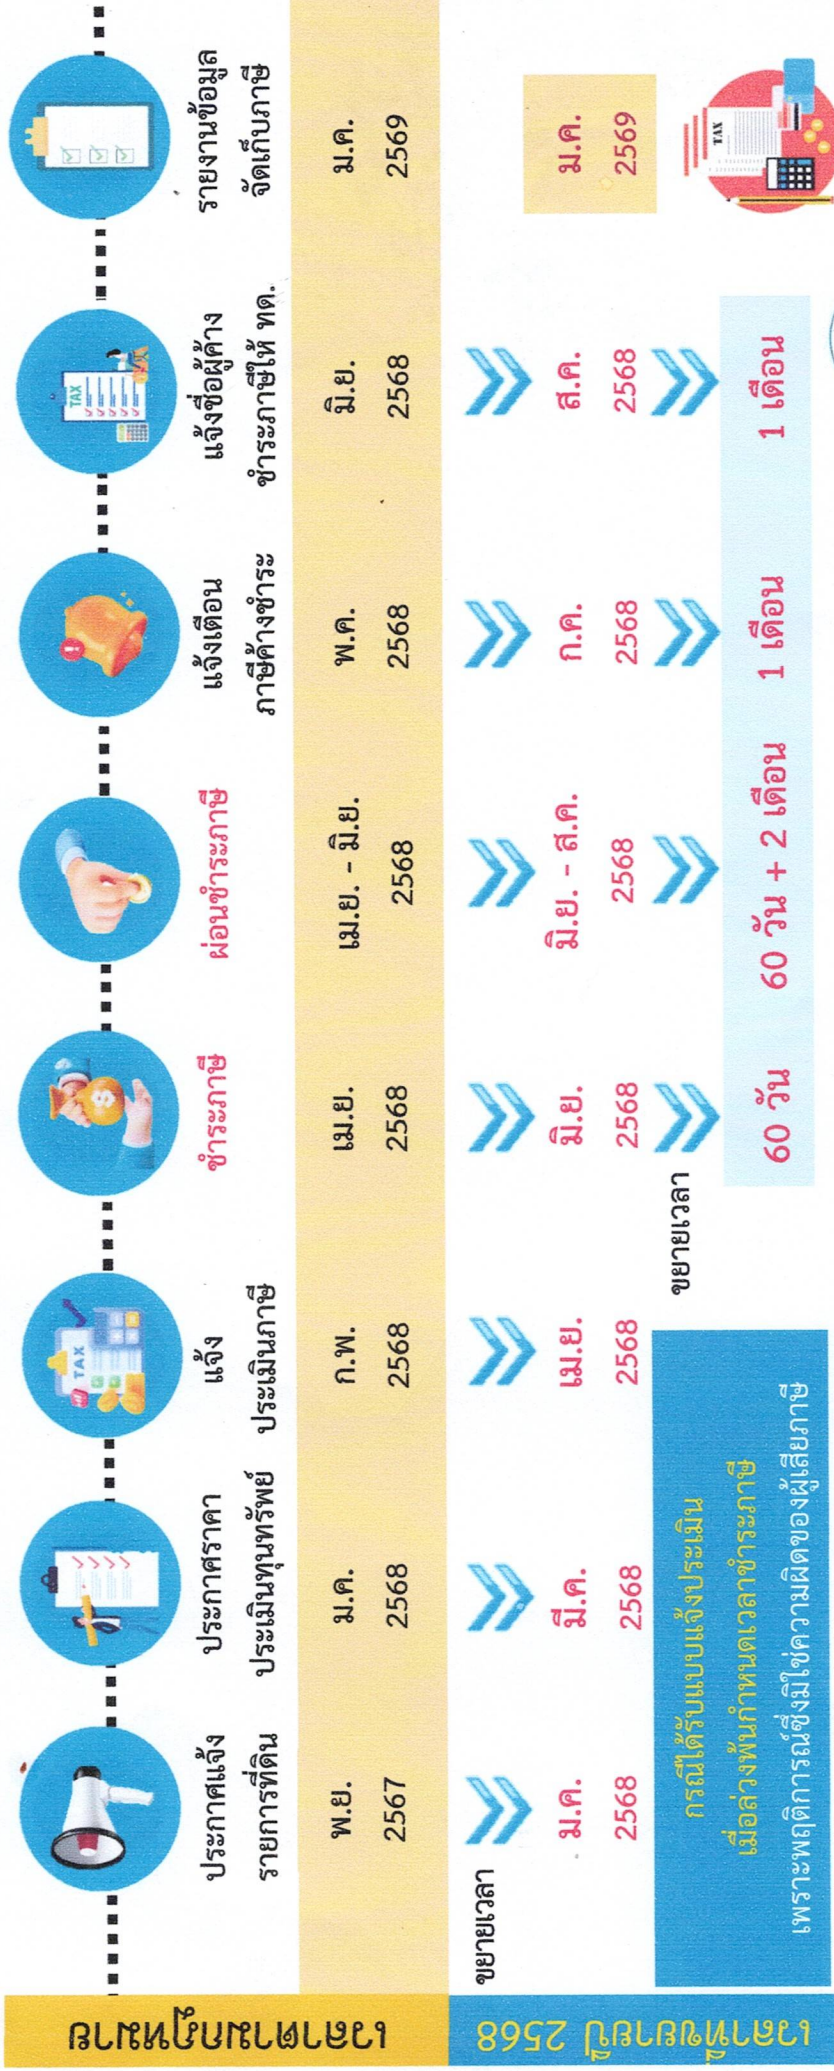 เวลาตามกฎหมาย
ประกาศแจ้ง
รายการที่ดิน
ประกาศราคา
ประเมินทุนทรัพย์
แจ้ง
ประเมินภาษี
ชำระภาษี
ผ่อนชำระภาษี
แจ้งเตือน
ภาษีค้างชำระ
แจ้งชื่อผู้ค้าง
ชำระภาษีให้ ทด.
รายงานข้อมูล
จัดเก็บภาษี
TAX
TAX
พ.ย.
2567
ม.ค.
2568
ก.พ.
2568
เม.ย.
2568
เม.ย. - มิ.ย.
2568
พ.ค.
2568
มิ.ย.
2568
ม.ค.
2569
เวลาที่ขยายปี 2568
ขยายเวลา
ม.ค.
2568
มี.ค.
2568
เม.ย.
2568
มิ.ย.
2568
มิ.ย. - ส.ค.
2568
ก.ค.
2568
ส.ค.
2568
ม.ค.
2569
กรณีได้รับแบบแจ้งประเมิน
เมื่อล่วงพ้นกำหนดเวลาชำระภาษี
เพราะพฤติการณ์ซึ่งมิใช่ความผิดของผู้เสียภาษี
ขยายเวลา
60 วัน
60 วัน + 2 เดือน
1 เดือน
1 เดือน
TAX